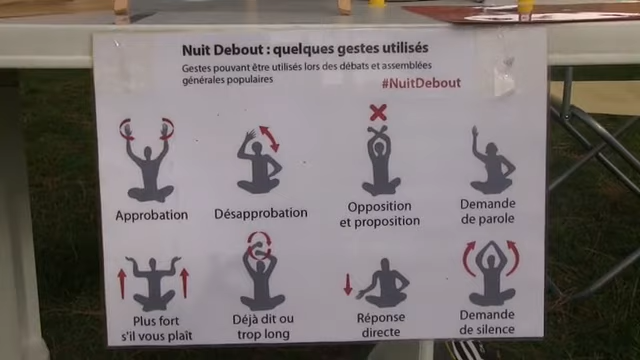 Nuit Debout : quelques gestes utilisés
Gestes pouvant être utilisés lors des débats et assemblées
générales populaires
#NuitDebout
Approbation
Désapprobation
Opposition
et proposition
Demande
de parole
Plus fort
s'il vous plaît
Déjà dit ou
trop long
Réponse
directe
Demande
de silence